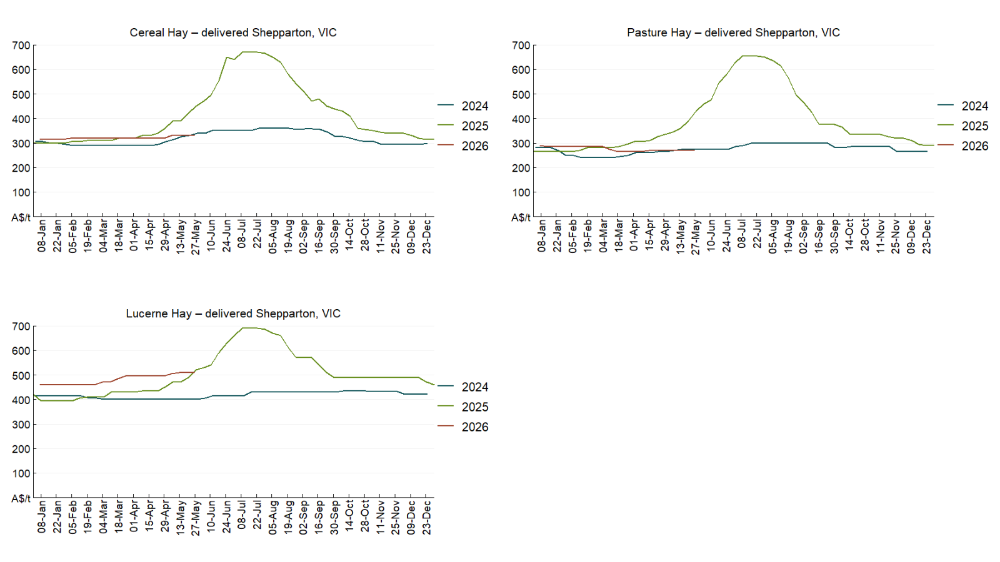 Cereal Hay – delivered Shepparton, VIC
700
600
500
400
300
200
100
A$/t
08-Jan
22-Jan
05-Feb
19-Feb
04-Mar
18-Mar
01-Apr
15-Apr
29-Apr
13-May
27-May
10-Jun
24-Jun
08-Jul
22-Jul
05-Aug
19-Aug
02-Sep
16-Sep
30-Sep
14-Oct
28-Oct
11-Nov
25-Nov
09-Dec
23-Dec
2024
2025
2026
Pasture Hay – delivered Shepparton, VIC
700
600
500
400
300
200
100
A$/t
08-Jan
22-Jan
05-Feb
19-Feb
04-Mar
18-Mar
01-Apr
15-Apr
29-Apr
13-May
27-May
10-Jun
24-Jun
08-Jul
22-Jul
05-Aug
19-Aug
02-Sep
16-Sep
30-Sep
14-Oct
28-Oct
11-Nov
25-Nov
09-Dec
23-Dec
2024
2025
2026
Lucerne Hay – delivered Shepparton, VIC
700
600
500
400
300
200
100
A$/t
08-Jan
22-Jan
05-Feb
19-Feb
04-Mar
18-Mar
01-Apr
15-Apr
29-Apr
13-May
27-May
10-Jun
24-Jun
08-Jul
22-Jul
05-Aug
19-Aug
02-Sep
16-Sep
30-Sep
14-Oct
28-Oct
11-Nov
25-Nov
09-Dec
23-Dec
2024
2025
2026